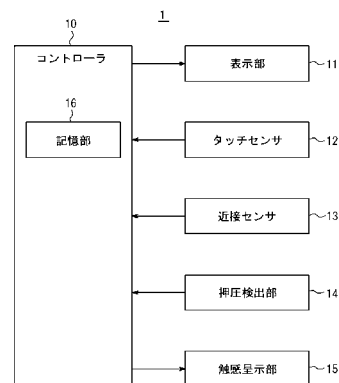 1
10
コントローラ
16
記憶部
表示部
11
タッチセンサ
12
近接センサ
13
押圧検出部
14
触感呈示部
15